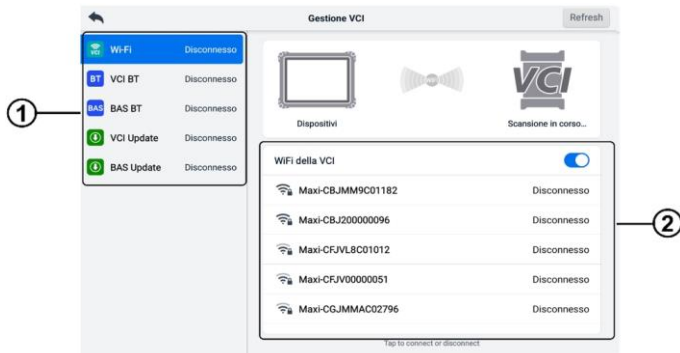 Gestione VCI
Refresh
VCI
Wi-Fi
Disconnesso
BT
VCI BT
Disconnesso
BAS
BAS BT
Disconnesso
VCI Update
Disconnesso
BAS Update
Disconnesso
1
VCI
Dispositivi
Scansione in corso...
WiFi della VCI
Maxi-CBJMM9C01182
Disconnesso
Maxi-CBJ200000096
Disconnesso
Maxi-CFJVL8C01012
Disconnesso
Maxi-CFJV00000051
Disconnesso
Maxi-CGJMMAC02796
Disconnesso
2
Tap to connect or disconnect